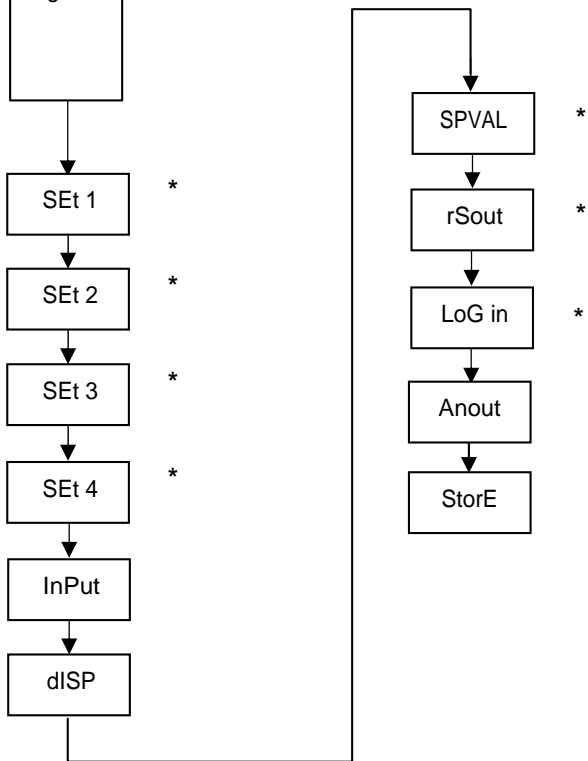 SEt 1 *
SEt 2 *
SEt 3 *
SEt 4 *
InPut
dISP
SPVAL *
rSout *
LoG in *
Anout
StorE